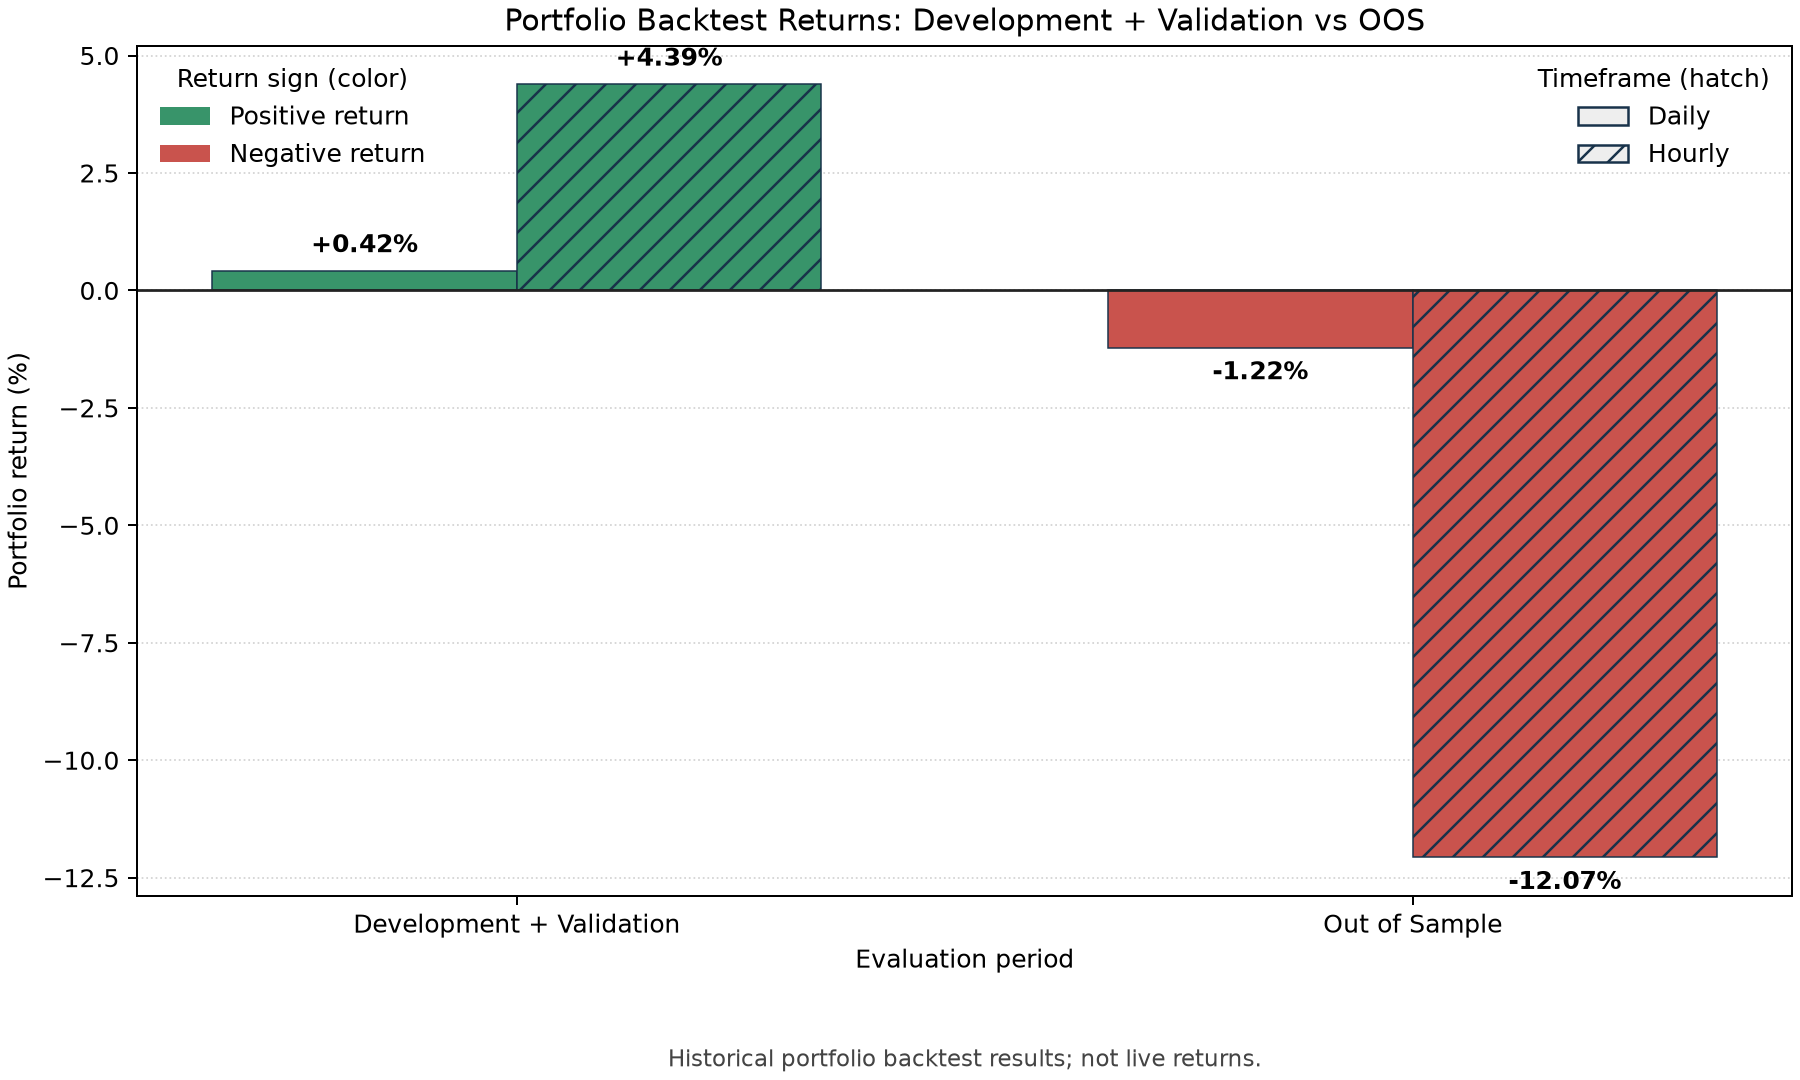 Portfolio Backtest Returns: Development + Validation vs OOS
Return sign (color)
Positive return
Negative return
Timeframe (hatch)
Daily
Hourly
+0.42%
+4.39%
-1.22%
-12.07%
5.0
2.5
0.0
−2.5
−5.0
−7.5
−10.0
−12.5
Portfolio return (%)
Development + Validation
Out of Sample
Evaluation period
Historical portfolio backtest results; not live returns.